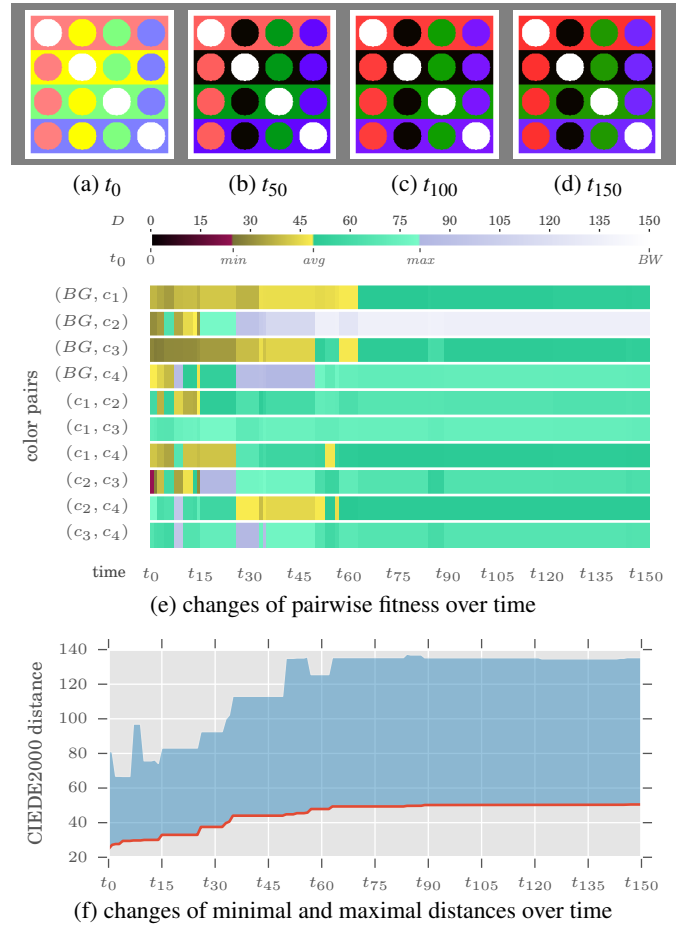 (a) t0 (b) t50 (c) t100 (d) t150
D 0 15 30 45 60 75 90 105 120 135 150
t0 0 min avg max BW
color pairs
(BG, c1)
(BG, c2)
(BG, c3)
(BG, c4)
(c1, c2)
(c1, c3)
(c1, c4)
(c2, c3)
(c2, c4)
(c3, c4)
time t0 t15 t30 t45 t60 t75 t90 t105 t120 t135 t150
(e) changes of pairwise fitness over time
CIEDE2000 distance
140
120
100
80
60
40
20
t0 t15 t30 t45 t60 t75 t90 t105 t120 t135 t150
(f) changes of minimal and maximal distances over time